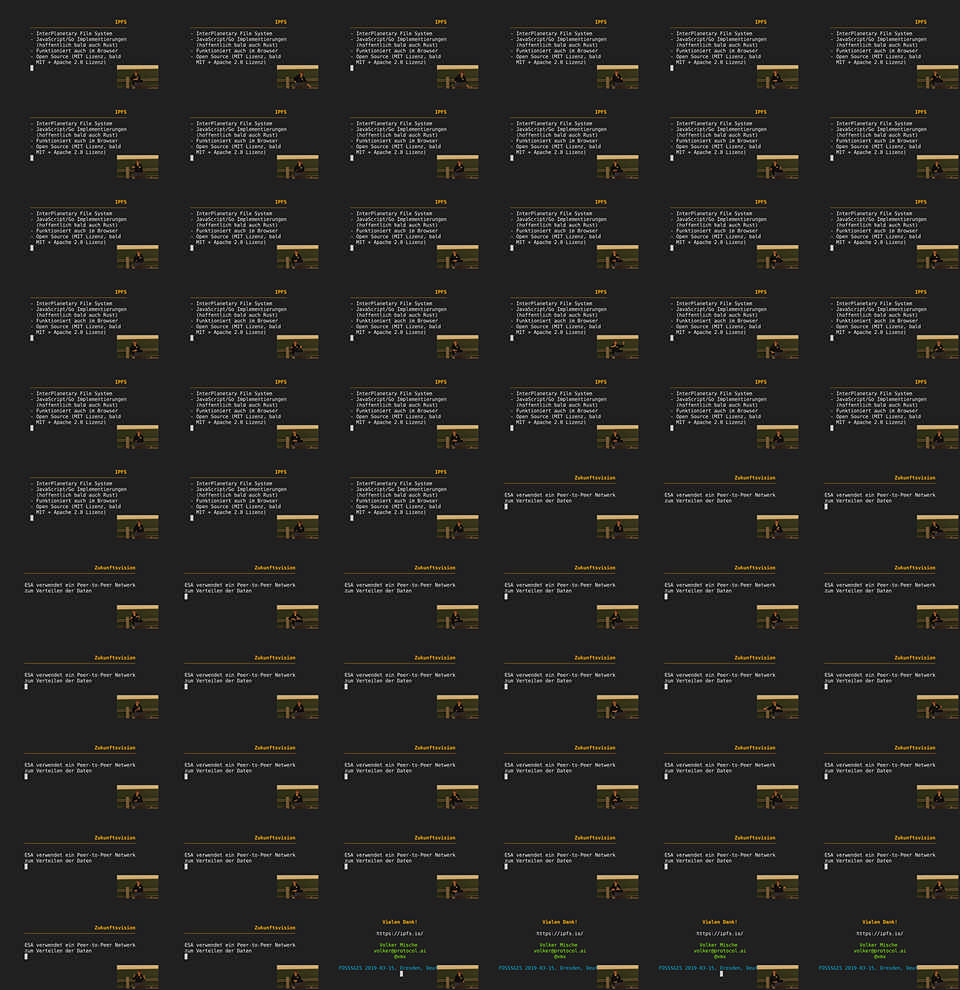 IPFS
- InterPlanetary File System
- JavaScript/Go Implementierungen
(hoffentlich bald auch Rust)
- Funktioniert auch im Browser
- Open Source (MIT Lizenz, bald
MIT + Apache 2.0 Lizenz)
Zukunftsvision
ESA verwendet ein Peer-to-Peer Netwerk
zum Verteilen der Daten
Vielen Dank!
https://ipfs.io/
Volker Mische
volker@protocol.ai
@vmx
FOSSGIS 2019-03-15, Dresden,